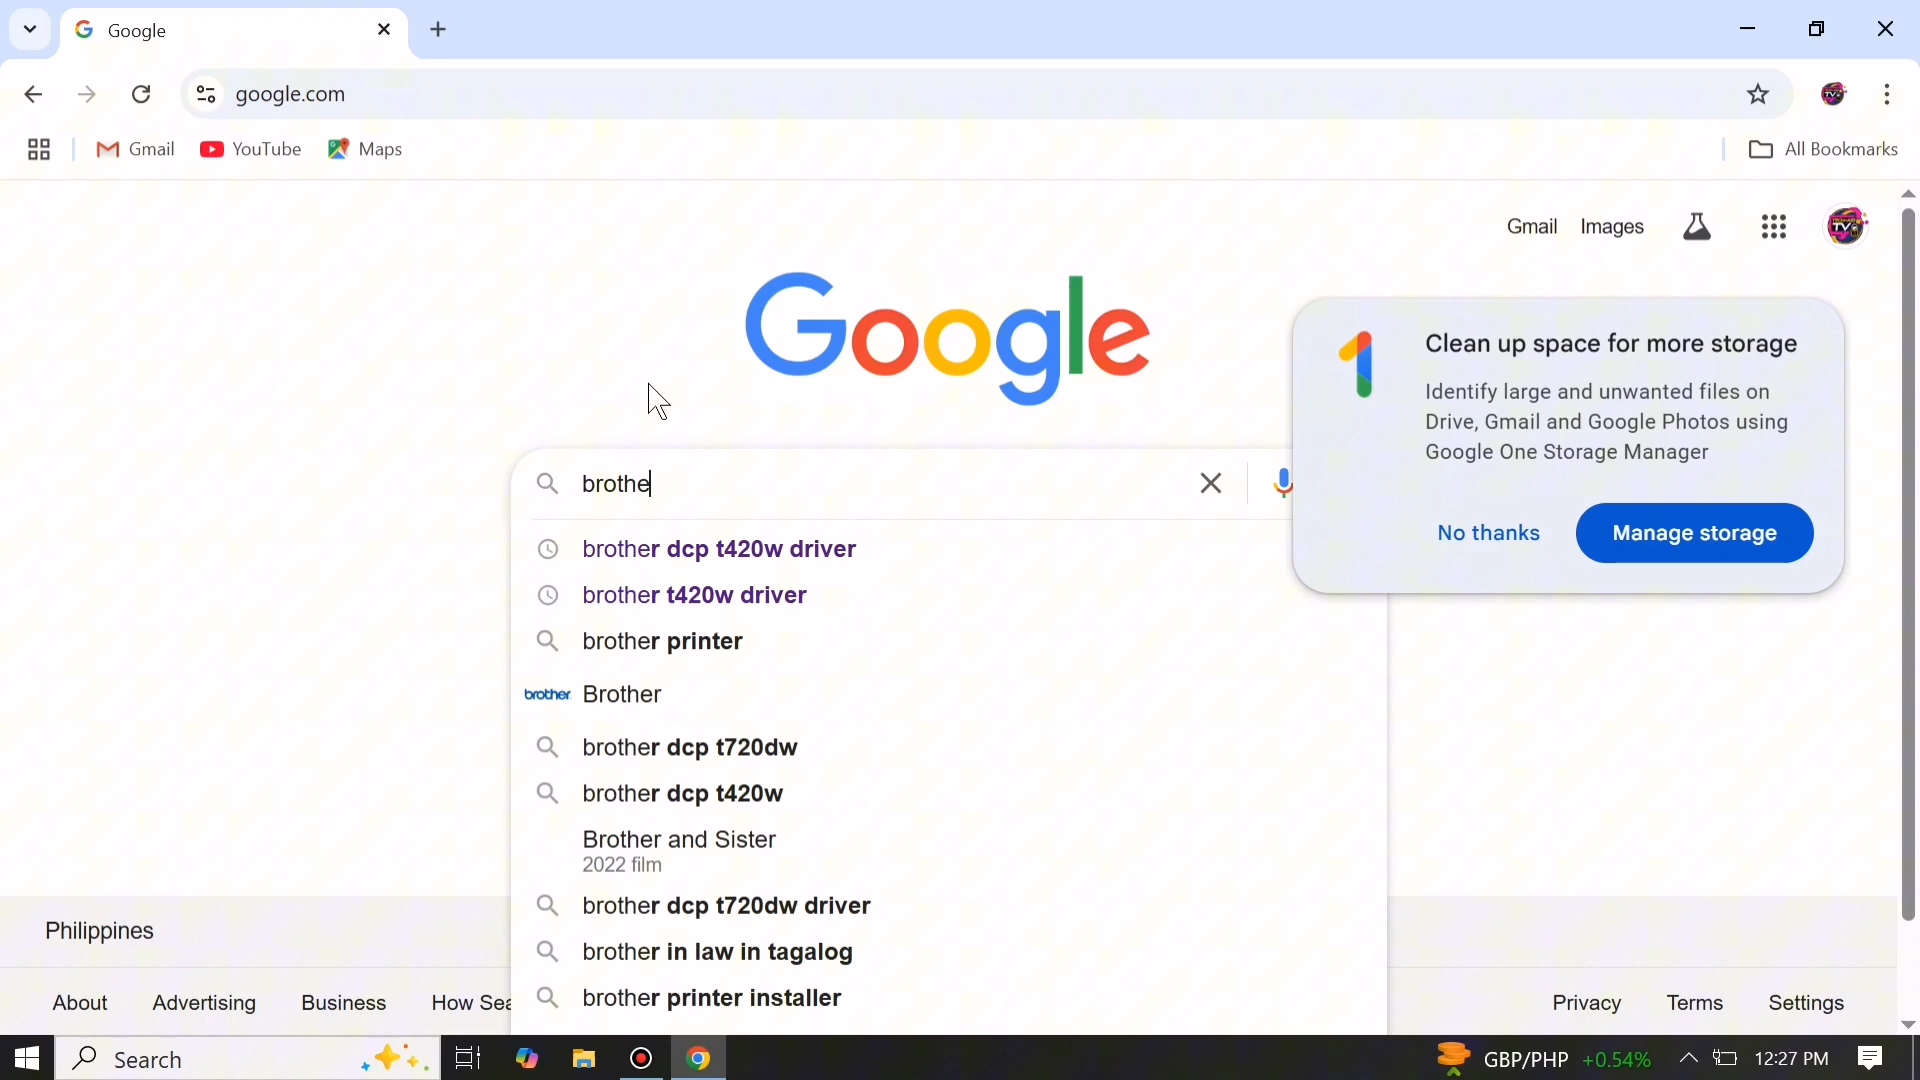 Google
google.com
Gmail YouTube Maps All Bookmarks
Gmail Images
Google
Clean up space for more storage
Identify large and unwanted files on
Drive, Gmail and Google Photos using
Google One Storage Manager
No thanks Manage storage
brothe
brother dcp t420w driver
brother t420w driver
brother printer
brother Brother
brother dcp t720dw
brother dcp t420w
Brother and Sister
2022 film
brother dcp t720dw driver
brother in law in tagalog
brother printer installer
Philippines
About Advertising Business How Sea Privacy Terms Settings
Search GBP/PHP +0.54% 12:27 PM